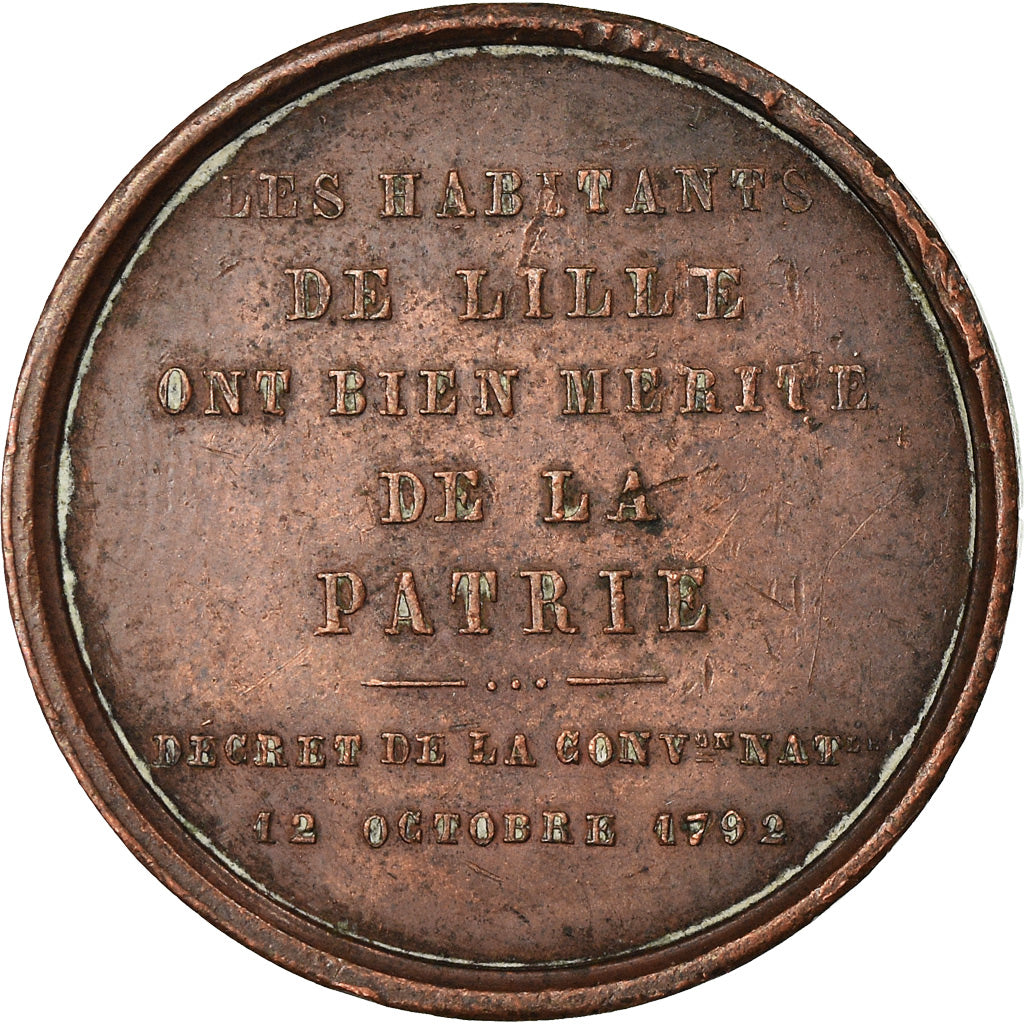 LES HABITANTS
DE LILLE
ONT BIEN MERITE
DE LA
PATRIE
DÉCRET DE LA CONVON NATLE
12 OCTOBRE 1792